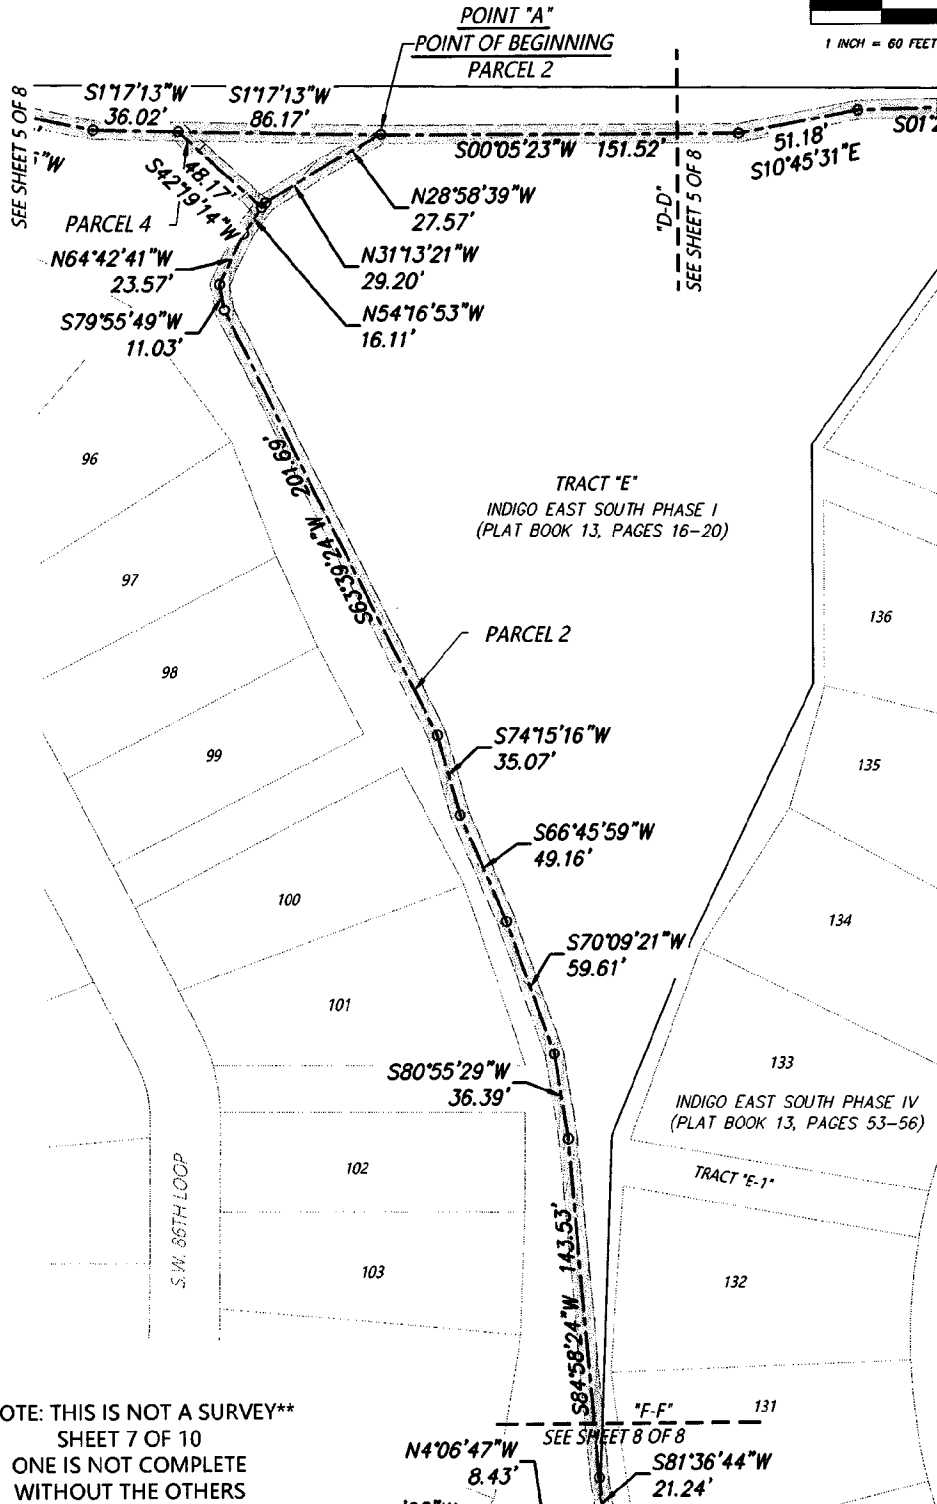 POINT "A"
POINT OF BEGINNING
PARCEL 2
1 INCH = 60 FEET
SEE SHEET 5 OF 8
S1°17'13"W
36.02'
S1°17'13"W
86.17'
S00°05'23"W 151.52'
51.18'
S10°45'31"E
"W
48.17'
S42°19'14"W
PARCEL 4
N28°58'39"W
27.57'
N31°13'21"W
29.20'
"D-D"
SEE SHEET 5 OF 8
N64°42'41"W
23.57'
N54°16'53"W
16.11'
S79°55'49"W
11.03'
201.69'
S63°39'24"W
TRACT "E"
INDIGO EAST SOUTH PHASE I
(PLAT BOOK 13, PAGES 16-20)
96
97
98
99
100
101
102
103
136
135
134
133
132
131
PARCEL 2
S74°15'16"W
35.07'
S66°45'59"W
49.16'
S70°09'21"W
59.61'
S80°55'29"W
36.39'
INDIGO EAST SOUTH PHASE IV
(PLAT BOOK 13, PAGES 53-56)
TRACT "E-1"
S.W. 86TH LOOP
S84°58'24"W 143.53'
"F-F"
SEE SHEET 8 OF 8
N4°06'47"W
8.43'
S81°36'44"W
21.24'
OTE: THIS IS NOT A SURVEY**
SHEET 7 OF 10
ONE IS NOT COMPLETE
WITHOUT THE OTHERS